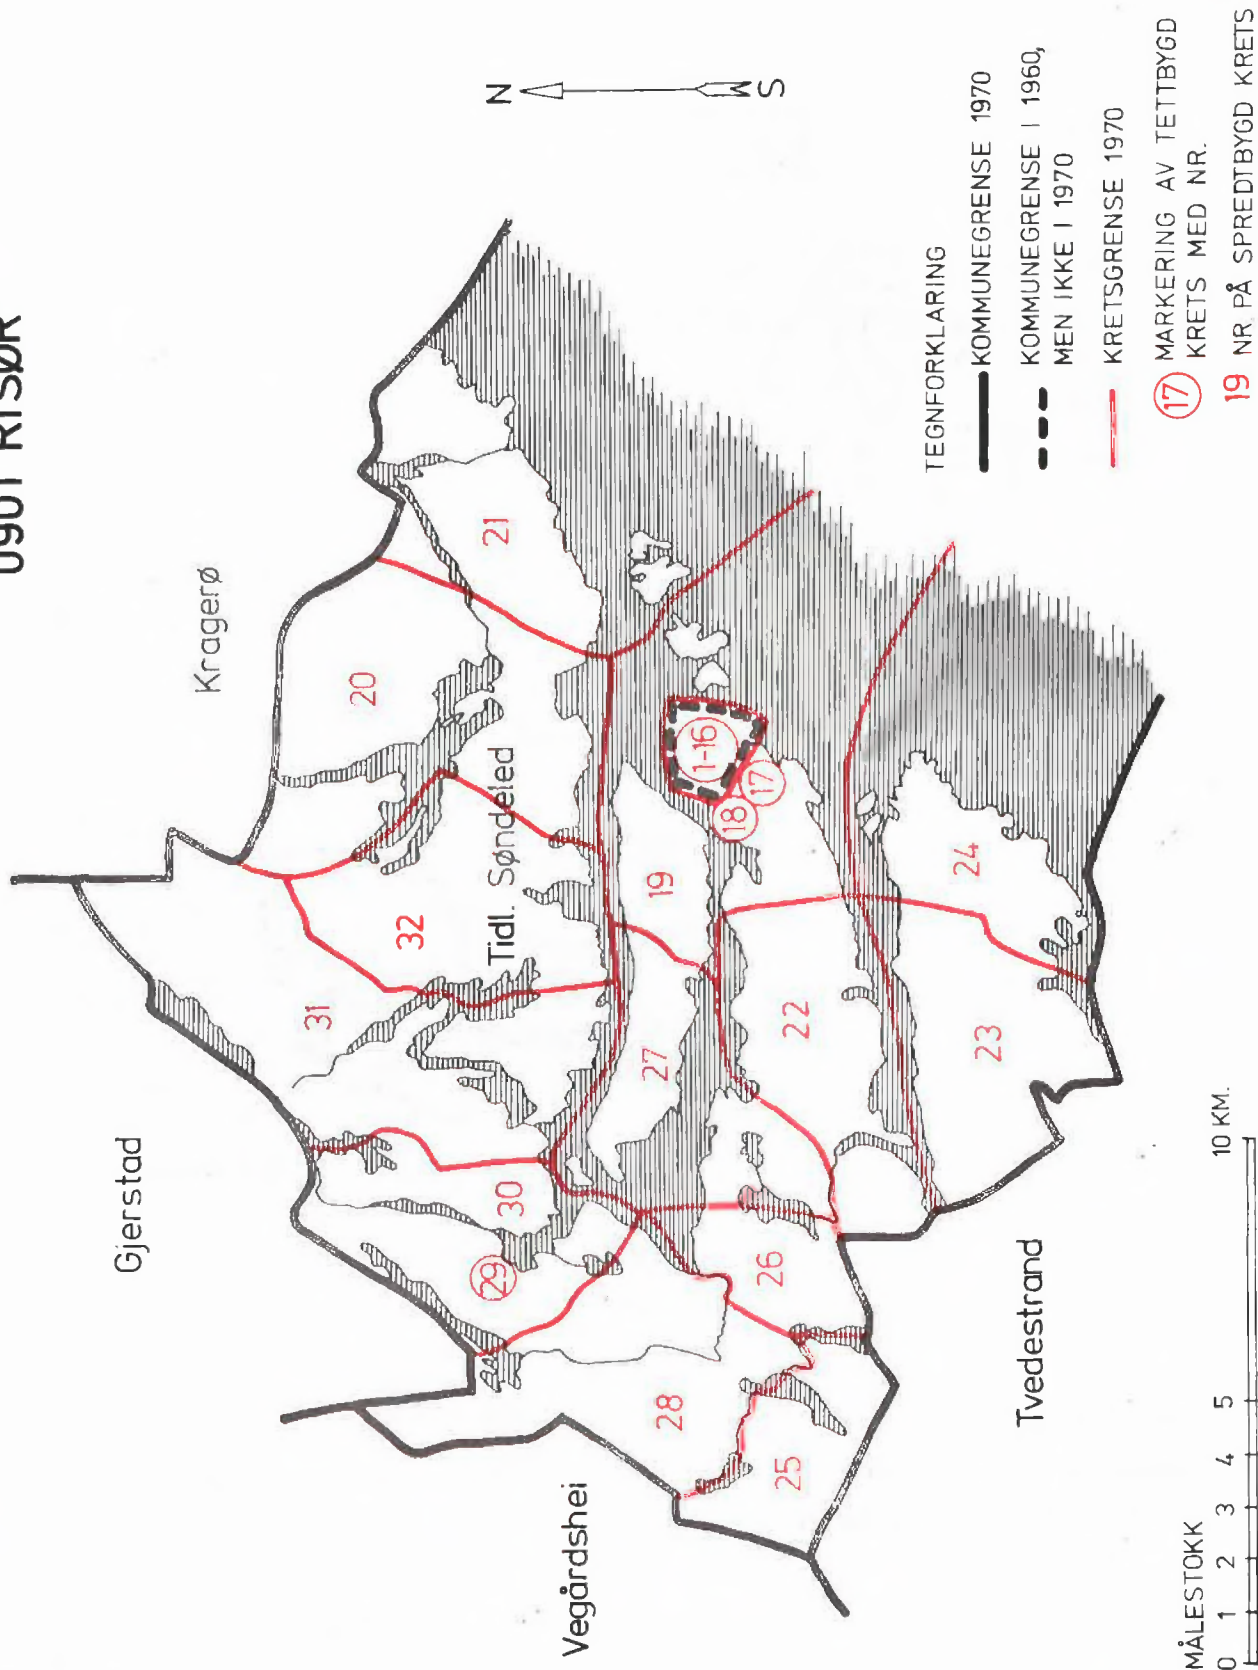 0901 RISØR
Kragerø
Gjerstad
Vegårdshei
Tvedestrand
Tidl. Søndeled
N
S
M
20
21
32
31
30
29
28
25
26
27
19
18
17
1-16
22
23
24
TEGNFORKLARING
KOMMUNEGRENSE 1970
KOMMUNEGRENSE I 1960,
MEN IKKE I 1970
KRETSGRENSE 1970
17 MARKERING AV TETTBYGD
KRETS MED NR.
19 NR. PÅ SPREDTBYGD KRETS
MÅLESTOKK
0 1 2 3 4 5 10 KM.